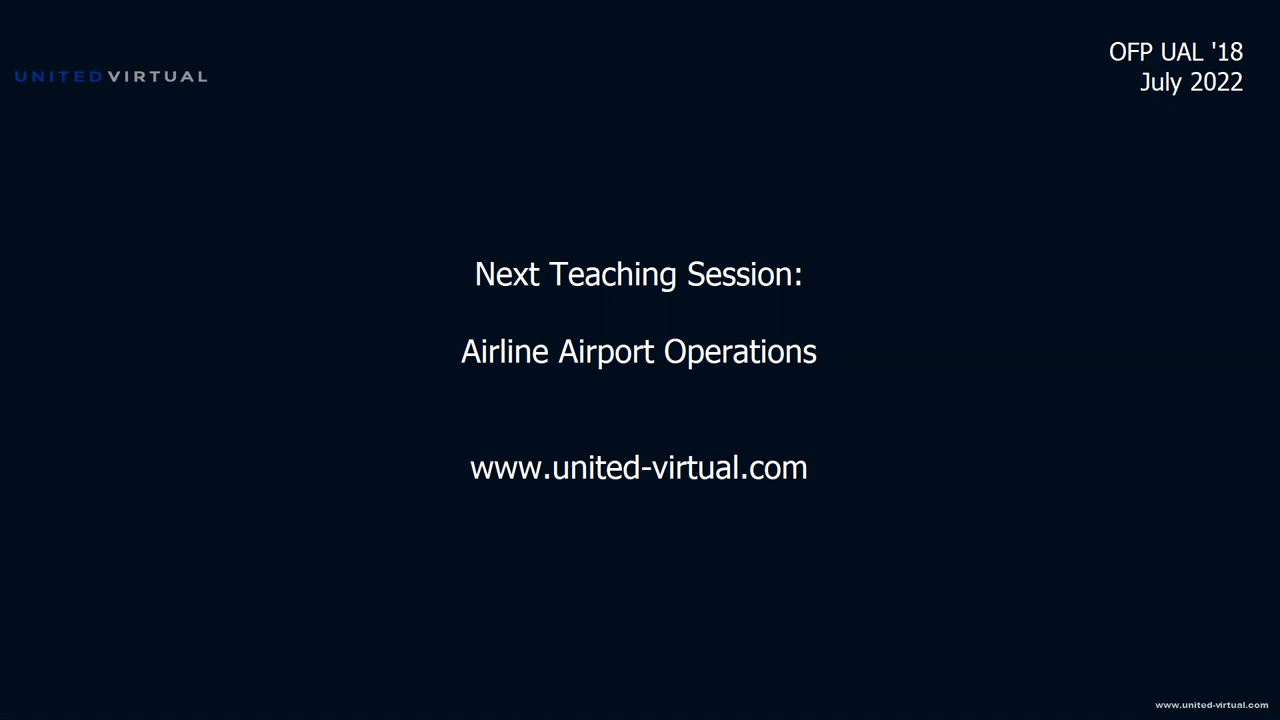 UNITEDVIRTUAL
OFP UAL '18
July 2022
Next Teaching Session:
Airline Airport Operations
www.united-virtual.com
www.united-virtual.com